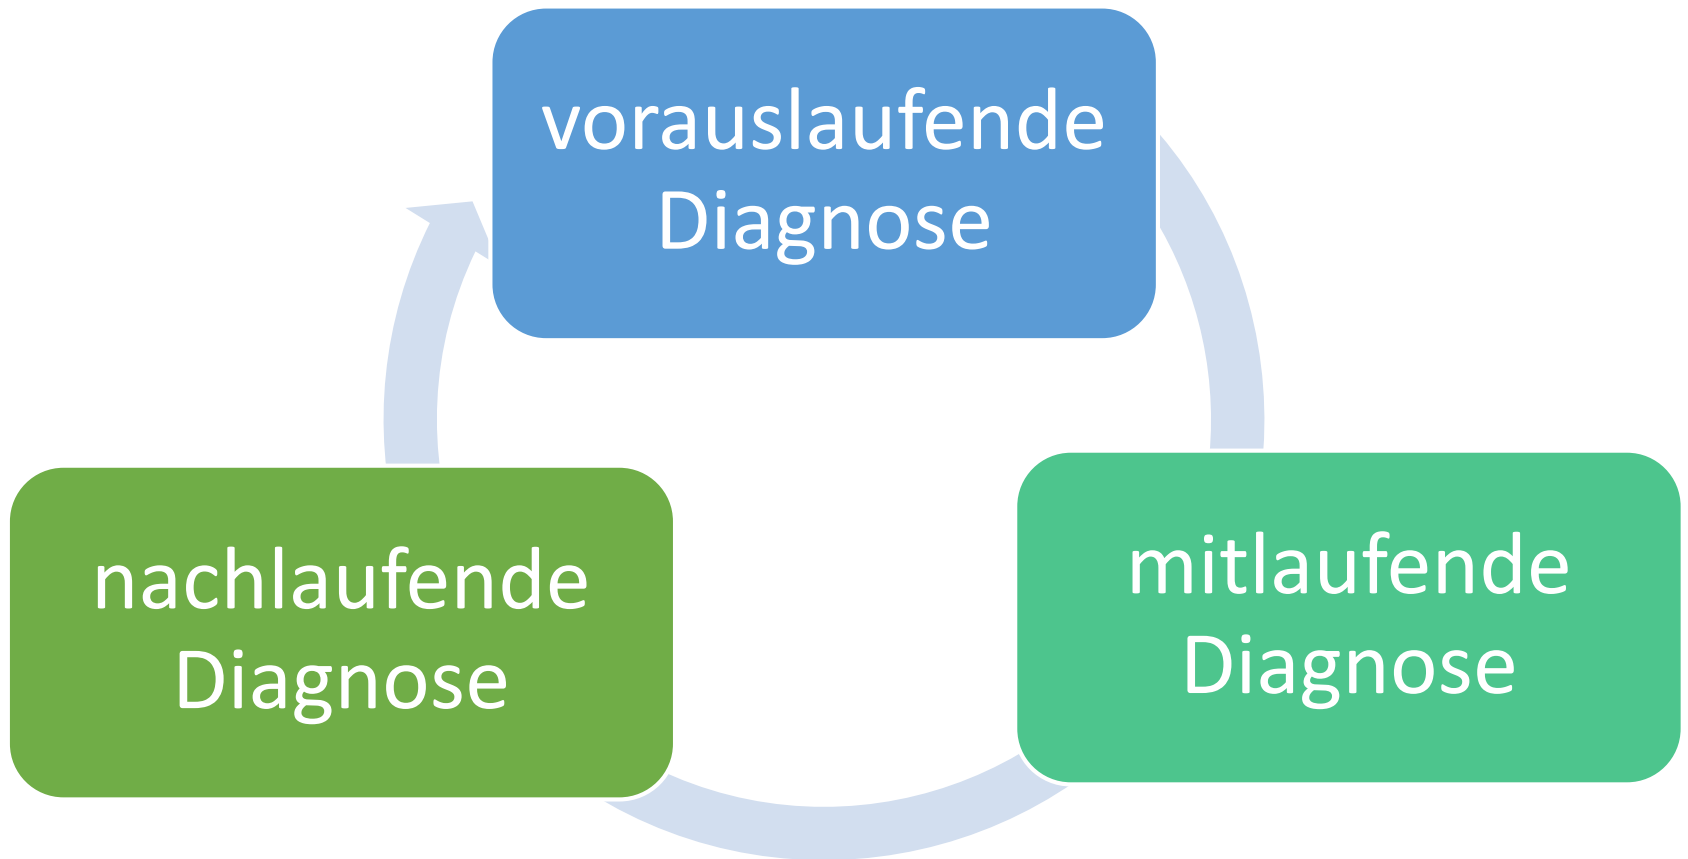 vorauslaufende
Diagnose
mitlaufende
Diagnose
nachlaufende
Diagnose